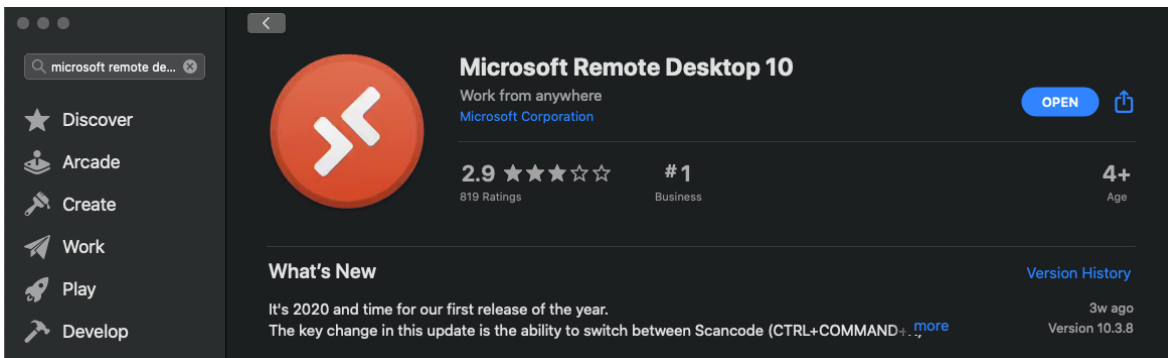 microsoft remote de...
Discover
Arcade
Create
Work
Play
Develop
Microsoft Remote Desktop 10
Work from anywhere
Microsoft Corporation
OPEN
2.9
819 Ratings
#1
Business
4+
Age
What's New
Version History
It's 2020 and time for our first release of the year.
3w ago
The key change in this update is the ability to switch between Scancode (CTRL+COMMAND+ more
Version 10.3.8